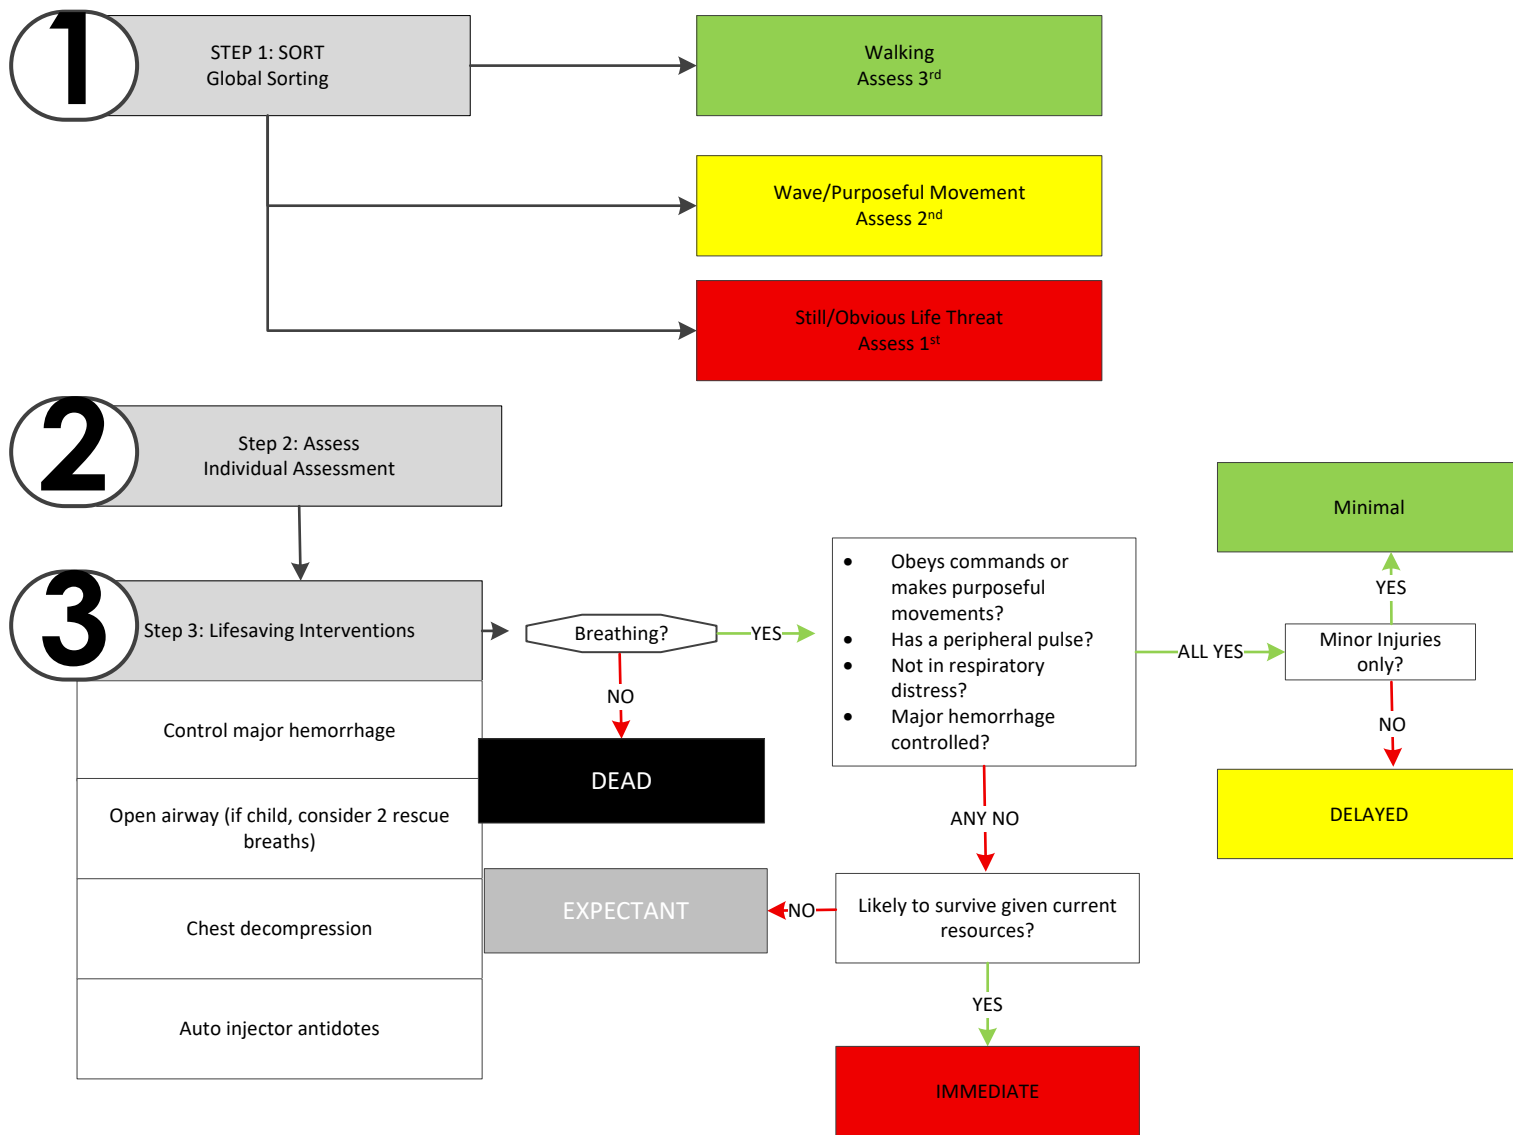 1
STEP 1: SORT
Global Sorting
Walking
Assess 3rd
Wave/Purposeful Movement
Assess 2nd
Still/Obvious Life Threat
Assess 1st
2
Step 2: Assess
Individual Assessment
3
Step 3: Lifesaving Interventions
Control major hemorrhage
Open airway (if child, consider 2 rescue
breaths)
Chest decompression
Auto injector antidotes
Breathing?
YES
NO
DEAD
• Obeys commands or
makes purposeful
movements?
• Has a peripheral pulse?
• Not in respiratory
distress?
• Major hemorrhage
controlled?
ALL YES
Minor Injuries
only?
YES
Minimal
NO
DELAYED
ANY NO
Likely to survive given current
resources?
NO
EXPECTANT
YES
IMMEDIATE